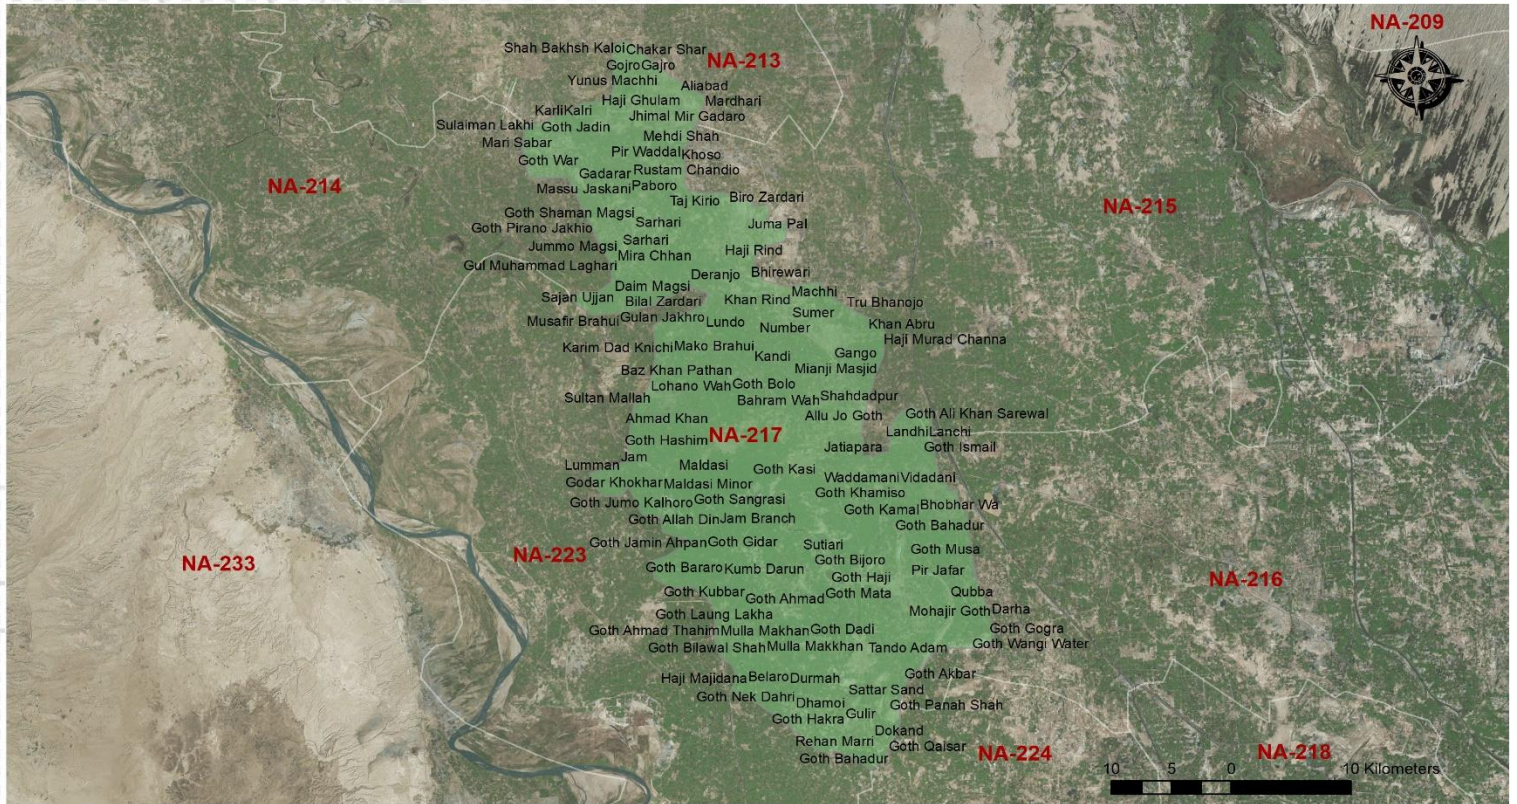 NA-209
Shah Bakhsh Kaloi Chakar Shar
NA-213
Gojro Gajro
Yunus Machhi
Aliabad
Haji Ghulam
Mardhari
Karli Kalri
Jhimal Mir Gadaro
Sulaiman Lakhi
Goth Jadin
Mehdi Shah
Mari Sabar
Pir Waddal
Khoso
Goth War
Gadarar
Rustam Chandio
NA-214
Massu Jaskani
Paboro
Taj Kirio
Biro Zardari
NA-215
Goth Shaman Magsi
Sarhari
Juma Pal
Goth Pirano Jakhio
Sarhari
Jummo Magsi
Mira Chhan
Haji Rind
Gul Muhammad Laghari
Deranjo
Bhirewari
Daim Magsi
Machhi
Sajan Ujjan
Bilal Zardari
Khan Rind
Tru Bhanojo
Musafir Brahui
Gulan Jakhro
Lundo
Sumer
Number
Khan Abru
Haji Murad Channa
Karim Dad Knichi
Mako Brahui
Kandi
Gango
Baz Khan Pathan
Mianji Masjid
Lohano Wah
Goth Bolo
Sultan Mallah
Bahram Wah
Shahdadpur
Ahmad Khan
Allu Jo Goth
Goth Ali Khan Sarewal
Goth Hashim
NA-217
Landhi Lanchi
Jatiapara
Goth Ismail
Jam
Lumman
Maldasi
Goth Kasi
Godar Khokhar
Maldasi Minor
Waddamani
Vidadani
Goth Khamiso
Goth Jumo Kalhoro
Goth Sangrasi
Goth Kamal
Bhobhar Wa
Goth Allah Din
Jam Branch
Goth Bahadur
Goth Jamin Ahpan
Goth Gidar
Sutiari
Goth Musa
NA-223
NA-233
Goth Bijoro
Goth Bararo
Kumb Darun
Goth Haji
Pir Jafar
NA-216
Goth Kubbar
Goth Ahmad
Goth Mata
Qubba
Goth Laung Lakha
Mohajir Goth
Darha
Goth Ahmad Thahim
Mulla Makhan
Goth Dadi
Goth Gogra
Goth Bilawal Shah
Mulla Makkhan
Tando Adam
Goth Wangi Water
Haji Majidana
Belaro
Durmah
Goth Akbar
Goth Nek Dahri
Sattar Sand
Dhamoi
Goth Panah Shah
Goth Hakra
Gulir
Dokand
Rehan Marri
Goth Qaisar
NA-224
NA-218
Goth Bahadur
10 5 0 10 Kilometers